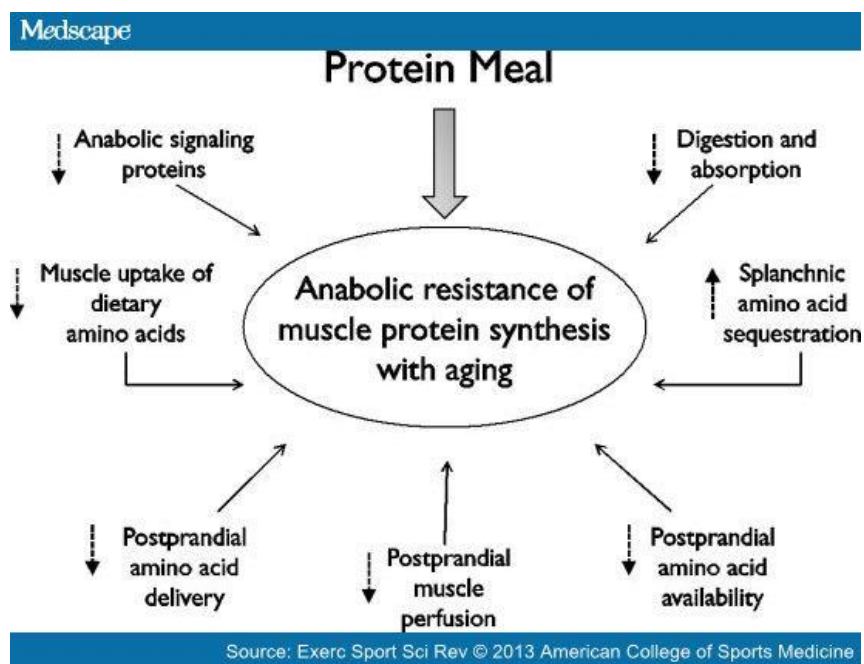 Medscape
Protein Meal
Anabolic signaling
proteins
Digestion and
absorption
Muscle uptake of
dietary
amino acids
Anabolic resistance of
muscle protein synthesis
with aging
Splanchnic
amino acid
sequestration
Postprandial
amino acid
delivery
Postprandial
muscle
perfusion
Postprandial
amino acid
availability
Source: Exerc Sport Sci Rev © 2013 American College of Sports Medicine